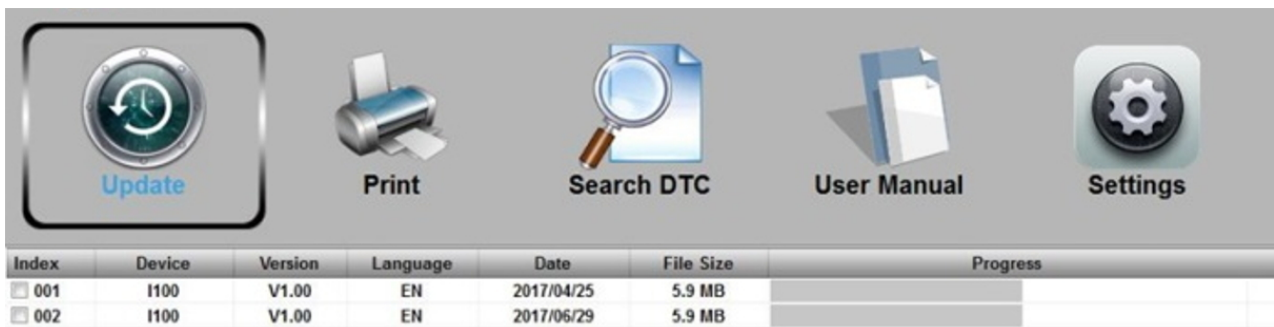 Update Print Search DTC User Manual Settings
Index Device Version Language Date File Size Progress
001 I100 V1.00 EN 2017/04/25 5.9 MB
002 I100 V1.00 EN 2017/06/29 5.9 MB